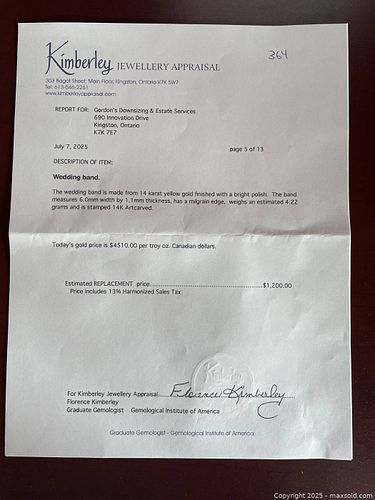 Kimberley JEWELLERY APPRAISAL
364
303 Bagot Street, Main Floor, Kingston, Ontario K7K 5W7
Tel: 613-546-2261
www.kimberleyappraisal.com
REPORT FOR: Gordon's Downsizing & Estate Services
690 Innovation Drive
Kingston, Ontario
K7K 7E7
July 7, 2025
page 5 of 13
DESCRIPTION OF ITEM:
Wedding band.
The wedding band is made from 14 karat yellow gold finished with a bright polish. The band
measures 6.0mm width by 1.1mm thickness, has a milgrain edge, weighs an estimated 4.22
grams and is stamped 14K Artcarved.
Today's gold price is $4510.00 per troy oz. Canadian dollars.
Estimated REPLACEMENT price...............................................$1,200.00
Price includes 13% Harmonized Sales Tax
For Kimberley Jewellery Appraisal Florence Kimberley
Florence Kimberley
Graduate Gemologist Gemological Institute of America
Graduate Gemologist - Gemological Institute of America
Copyright 2025 - maxsold.com